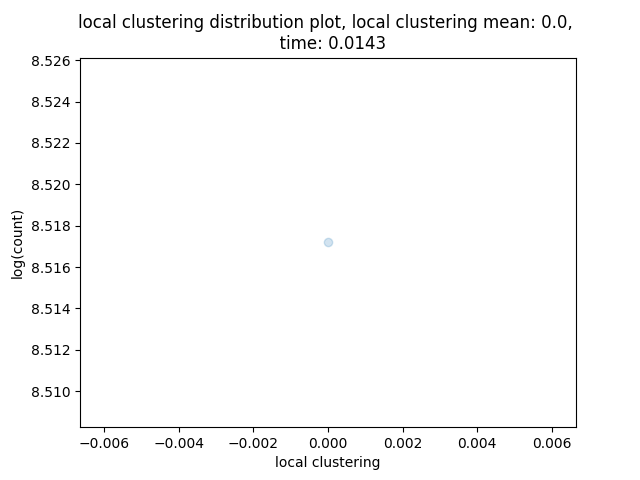 local clustering distribution plot, local clustering mean: 0.0,
time: 0.0143
8.526
8.524
8.522
8.520
8.518
8.516
8.514
8.512
8.510
log(count)
−0.006 −0.004 −0.002 0.000 0.002 0.004 0.006
local clustering